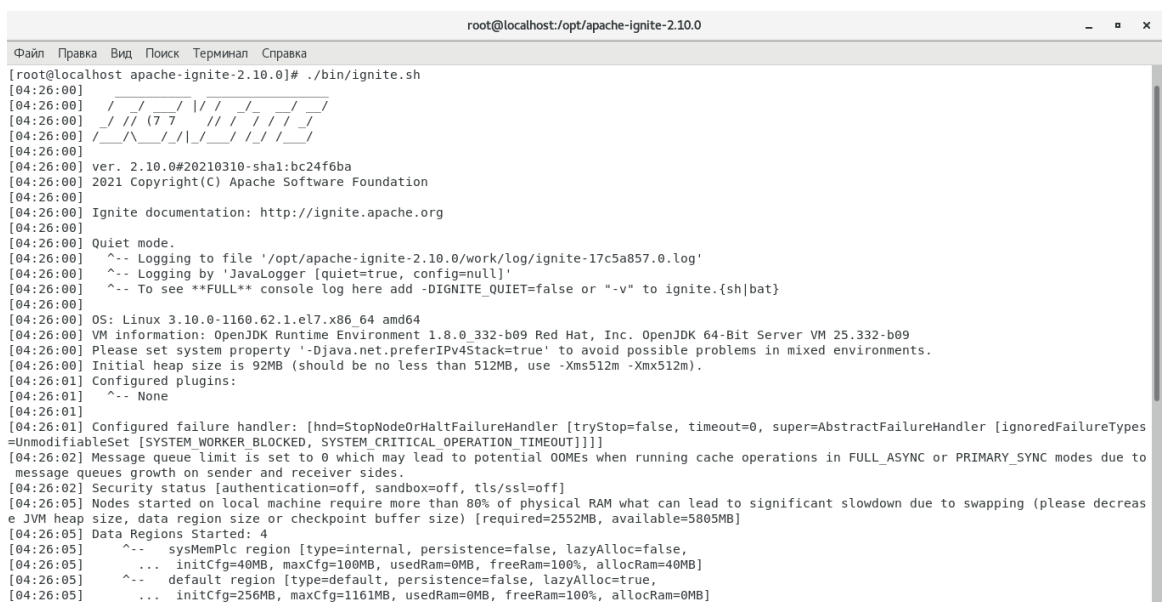 root@localhost:/opt/apache-ignite-2.10.0
Файл Правка Вид Поиск Терминал Справка
[root@localhost apache-ignite-2.10.0]# ./bin/ignite.sh
[04:26:00]    __________  ________________
[04:26:00]   /  _/ ___/ |/ /  _/_  __/ __/
[04:26:00]  _/ // (7 7    // /  / / / _/
[04:26:00] /___/\___/_/|_/___/ /_/ /___/
[04:26:00]
[04:26:00] ver. 2.10.0#20210310-sha1:bc24f6ba
[04:26:00] 2021 Copyright(C) Apache Software Foundation
[04:26:00]
[04:26:00] Ignite documentation: http://ignite.apache.org
[04:26:00]
[04:26:00] Quiet mode.
[04:26:00]   ^-- Logging to file '/opt/apache-ignite-2.10.0/work/log/ignite-17c5a857.0.log'
[04:26:00]   ^-- Logging by 'JavaLogger [quiet=true, config=null]'
[04:26:00]   ^-- To see **FULL** console log here add -DIGNITE_QUIET=false or "-v" to ignite.{sh|bat}
[04:26:00]
[04:26:00] OS: Linux 3.10.0-1160.62.1.el7.x86_64 amd64
[04:26:00] VM information: OpenJDK Runtime Environment 1.8.0_332-b09 Red Hat, Inc. OpenJDK 64-Bit Server VM 25.332-b09
[04:26:00] Please set system property '-Djava.net.preferIPv4Stack=true' to avoid possible problems in mixed environments.
[04:26:00] Initial heap size is 92MB (should be no less than 512MB, use -Xms512m -Xmx512m).
[04:26:01] Configured plugins:
[04:26:01]   ^-- None
[04:26:01]
[04:26:01] Configured failure handler: [hnd=StopNodeOrHaltFailureHandler [tryStop=false, timeout=0, super=AbstractFailureHandler [ignoredFailureTypes
=UnmodifiableSet [SYSTEM_WORKER_BLOCKED, SYSTEM_CRITICAL_OPERATION_TIMEOUT]]]]
[04:26:02] Message queue limit is set to 0 which may lead to potential OOMEs when running cache operations in FULL_ASYNC or PRIMARY_SYNC modes due to
 message queues growth on sender and receiver sides.
[04:26:02] Security status [authentication=off, sandbox=off, tls/ssl=off]
[04:26:05] Nodes started on local machine require more than 80% of physical RAM what can lead to significant slowdown due to swapping (please decreas
e JVM heap size, data region size or checkpoint buffer size) [required=2552MB, available=5805MB]
[04:26:05] Data Regions Started: 4
[04:26:05]     ^--   sysMemPlc region [type=internal, persistence=false, lazyAlloc=false,
[04:26:05]       ...  initCfg=40MB, maxCfg=100MB, usedRam=0MB, freeRam=100%, allocRam=40MB]
[04:26:05]     ^--   default region [type=default, persistence=false, lazyAlloc=true,
[04:26:05]       ...  initCfg=256MB, maxCfg=1161MB, usedRam=0MB, freeRam=100%, allocRam=0MB]